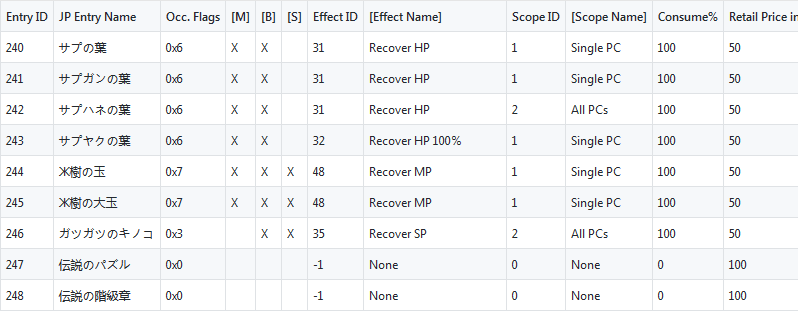 Entry ID JP Entry Name Occ. Flags [M] [B] [S] Effect ID [Effect Name] Scope ID [Scope Name] Consume% Retail Price in
240 サプの葉 0x6 X X 31 Recover HP 1 Single PC 100 50
241 サプガンの葉 0x6 X X 31 Recover HP 1 Single PC 100 50
242 サプハネの葉 0x6 X X 31 Recover HP 2 All PCs 100 50
243 サプヤクの葉 0x6 X X 32 Recover HP 100% 1 Single PC 100 50
244 Ж樹の玉 0x7 X X X 48 Recover MP 1 Single PC 100 50
245 Ж樹の大玉 0x7 X X X 48 Recover MP 1 Single PC 100 50
246 ガツガツのキノコ 0x3 X X 35 Recover SP 2 All PCs 100 50
247 伝説のパズル 0x0 -1 None 0 None 0 100
248 伝説の階級章 0x0 -1 None 0 None 0 100